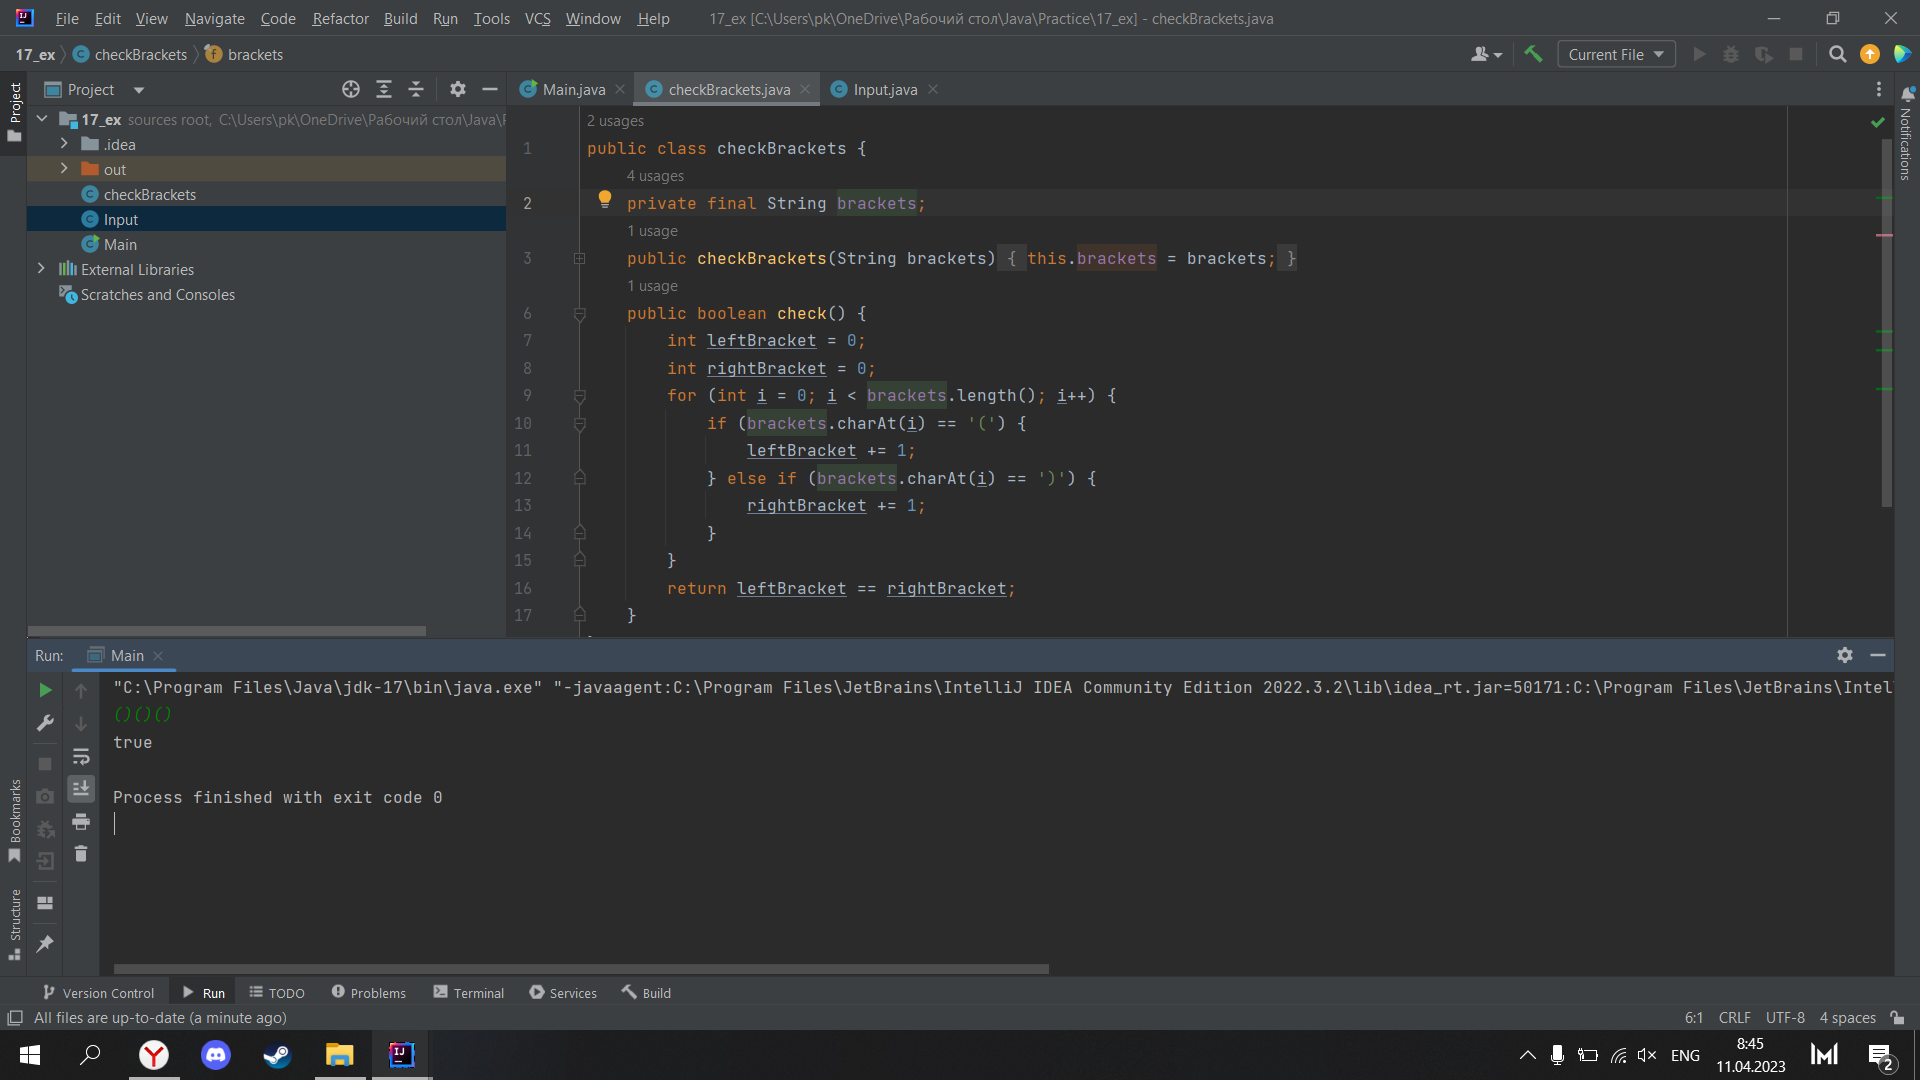 File Edit View Navigate Code Refactor Build Run Tools VCS Window Help 17_ex [C:\Users\pk\OneDrive\Рабочий стол\Java\Practice\17_ex] - checkBrackets.java
17_ex checkBrackets brackets Current File
Project
Project
Main.java checkBrackets.java Input.java
Notifications
17_ex sources root, C:\Users\pk\OneDrive\Рабочий стол\Java\P
.idea
out
checkBrackets
Input
Main
External Libraries
Scratches and Consoles
2 usages
1 public class checkBrackets {
4 usages
2 private final String brackets;
1 usage
3 public checkBrackets(String brackets) { this.brackets = brackets; }
1 usage
6 public boolean check() {
7 int leftBracket = 0;
8 int rightBracket = 0;
9 for (int i = 0; i < brackets.length(); i++) {
10 if (brackets.charAt(i) == '(') {
11 leftBracket += 1;
12 } else if (brackets.charAt(i) == ')') {
13 rightBracket += 1;
14 }
15 }
16 return leftBracket == rightBracket;
17 }
Run: Main
"C:\Program Files\Java\jdk-17\bin\java.exe" "-javaagent:C:\Program Files\JetBrains\IntelliJ IDEA Community Edition 2022.3.2\lib\idea_rt.jar=50171:C:\Program Files\JetBrains\Intel
()()()
true
Process finished with exit code 0
Bookmarks
Structure
Version Control Run TODO Problems Terminal Services Build
All files are up-to-date (a minute ago) 6:1 CRLF UTF-8 4 spaces
ENG 8:45
11.04.2023
2